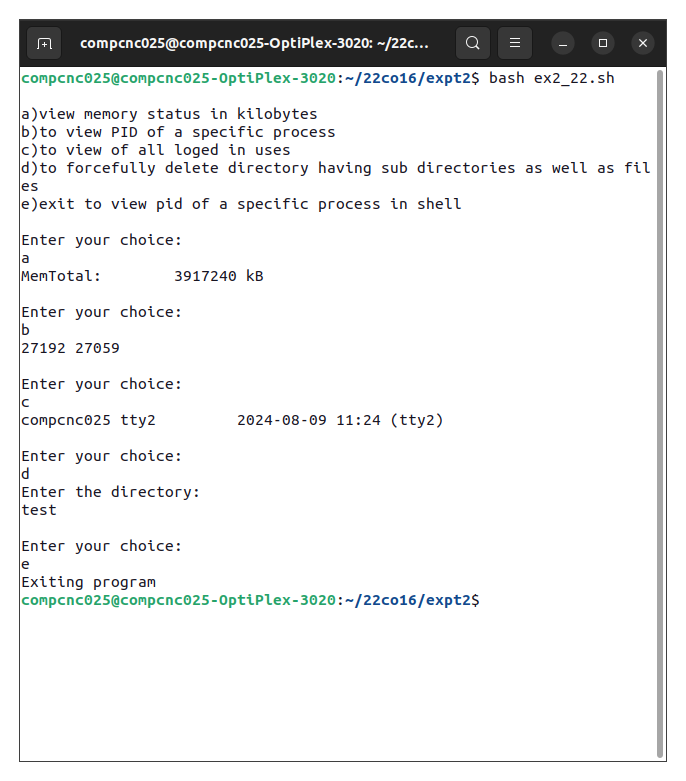 compcnc025@compcnc025-OptiPlex-3020: ~/22c...
compcnc025@compcnc025-OptiPlex-3020:~/22co16/expt2$ bash ex2_22.sh
a)view memory status in kilobytes
b)to view PID of a specific process
c)to view of all loged in uses
d)to forcefully delete directory having sub directories as well as fil
es
e)exit to view pid of a specific process in shell
Enter your choice:
a
MemTotal:        3917240 kB
Enter your choice:
b
27192 27059
Enter your choice:
c
compcnc025 tty2         2024-08-09 11:24 (tty2)
Enter your choice:
d
Enter the directory:
test
Enter your choice:
e
Exiting program
compcnc025@compcnc025-OptiPlex-3020:~/22co16/expt2$